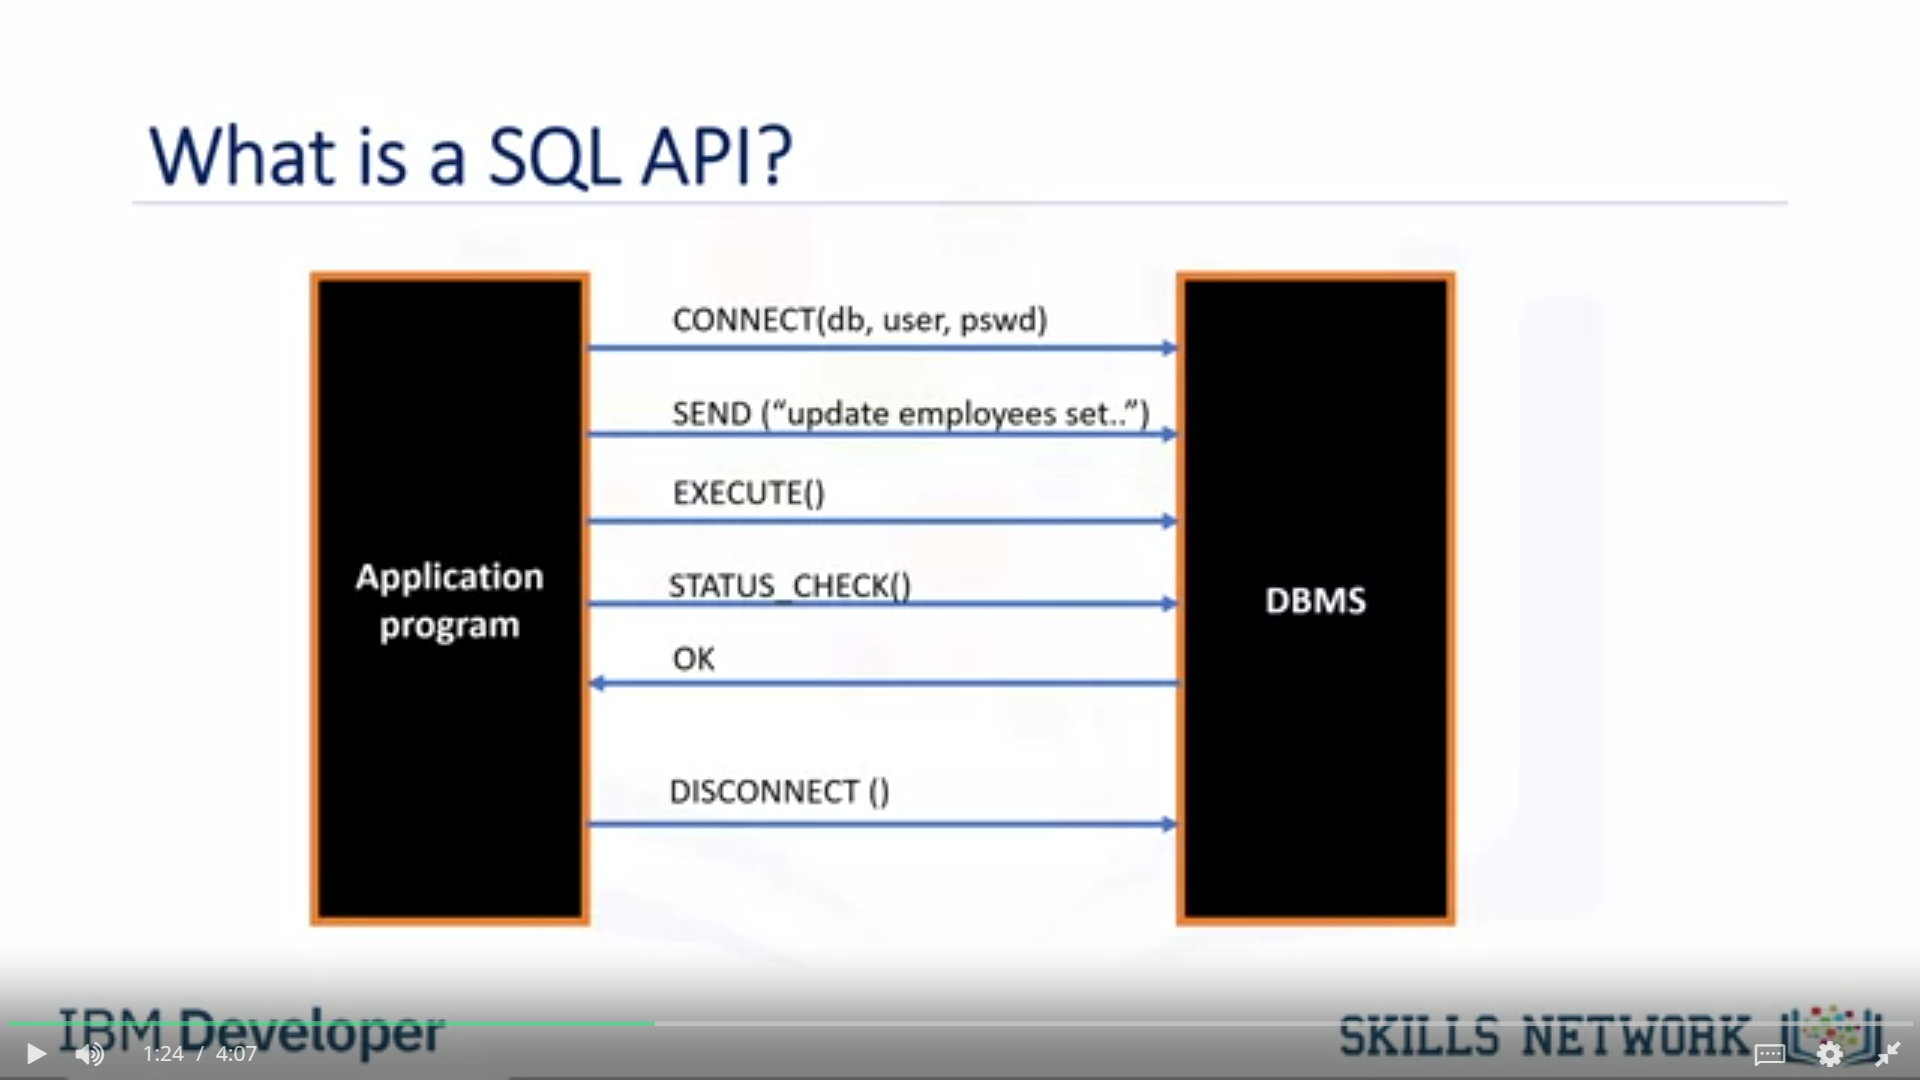 What is a SQL API?
CONNECT(db, user, pswd)
SEND (“update employees set..”)
EXECUTE()
STATUS_CHECK()
OK
DISCONNECT ()
Application
program
DBMS
IBM Developer
SKILLS NETWORK
1:24 / 4:07